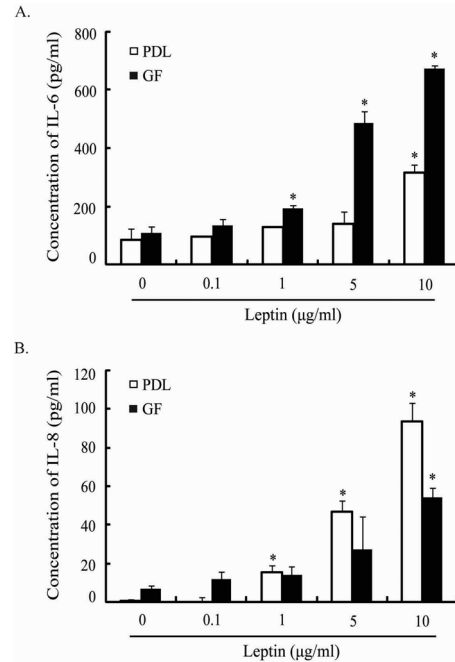 A.
Concentration of IL-6 (pg/ml)
800
600
400
200
0
PDL
GF
*
*
*
*
0 0.1 1 5 10
Leptin (μg/ml)
B.
Concentration of IL-8 (pg/ml)
120
100
80
60
40
20
0
PDL
GF
*
*
*
*
0 0.1 1 5 10
Leptin (μg/ml)